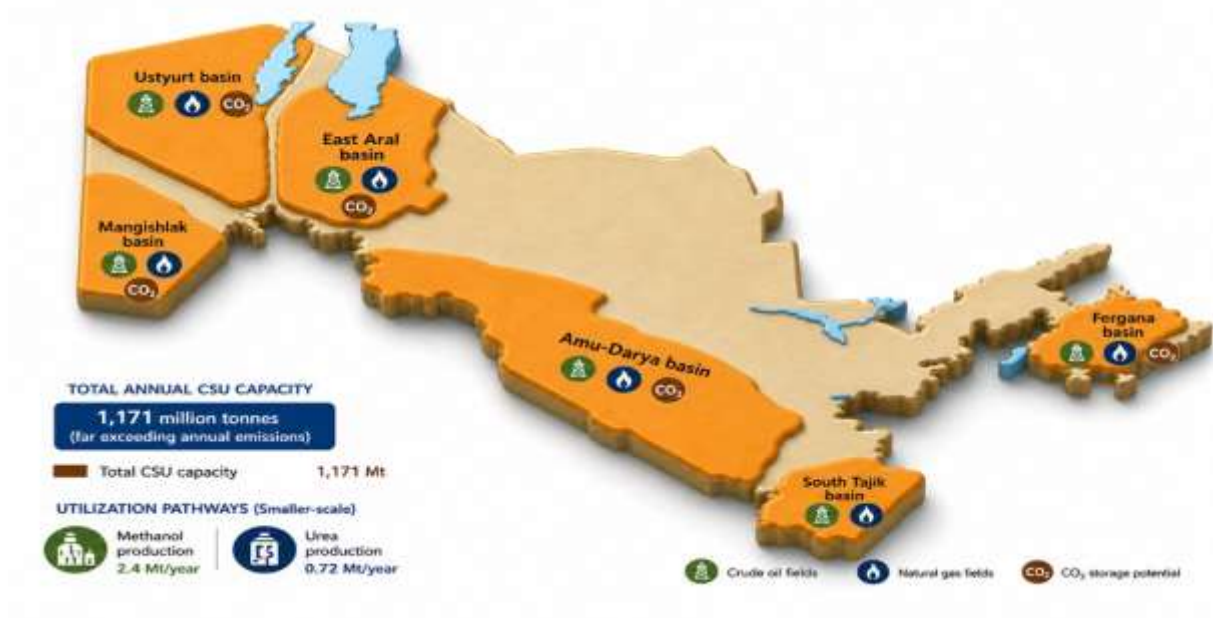 Ustyurt basin
CO₂
East Aral
basin
CO₂
Mangishlak
basin
CO₂
Amu-Darya basin
CO₂
Fergana
basin
CO₂
South Tajik
basin
TOTAL ANNUAL CSU CAPACITY
1,171 million tonnes
(far exceeding annual emissions)
Total CSU capacity 1,171 Mt
UTILIZATION PATHWAYS (Smaller-scale)
Methanol
production
2.4 Mt/year
Urea
production
0.72 Mt/year
Crude oil fields
Natural gas fields
CO₂ CO₂ storage potential